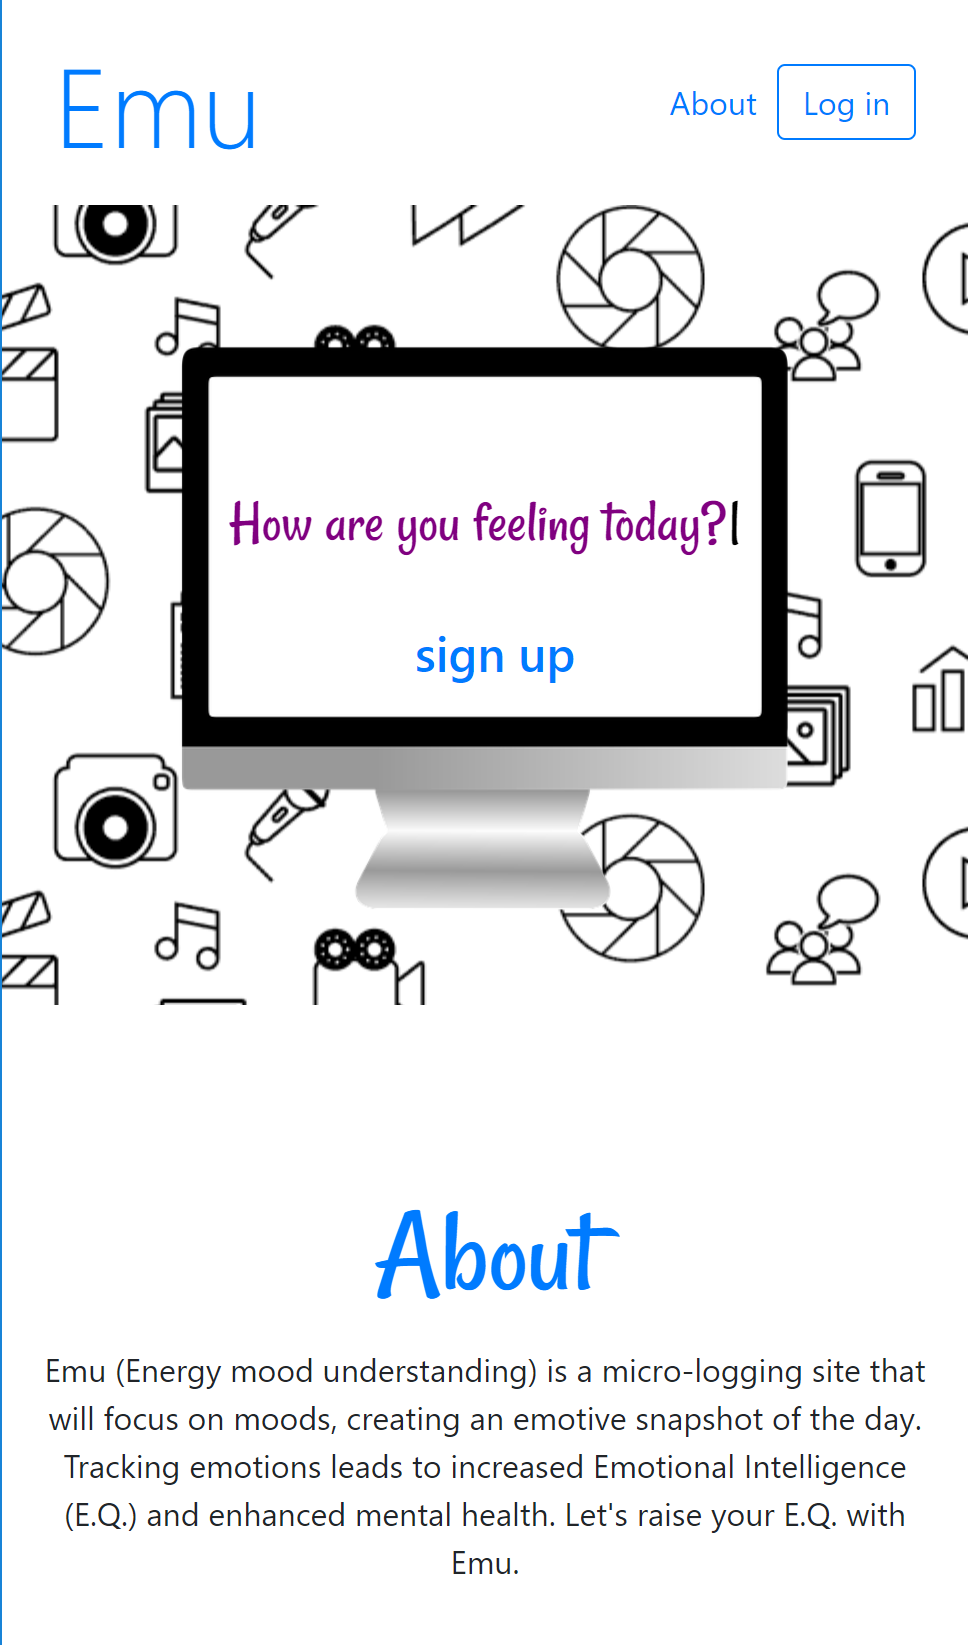 Emu
About
Log in
How are you feeling today?|
sign up
About
Emu (Energy mood understanding) is a micro-logging site that
will focus on moods, creating an emotive snapshot of the day.
Tracking emotions leads to increased Emotional Intelligence
(E.Q.) and enhanced mental health. Let's raise your E.Q. with
Emu.